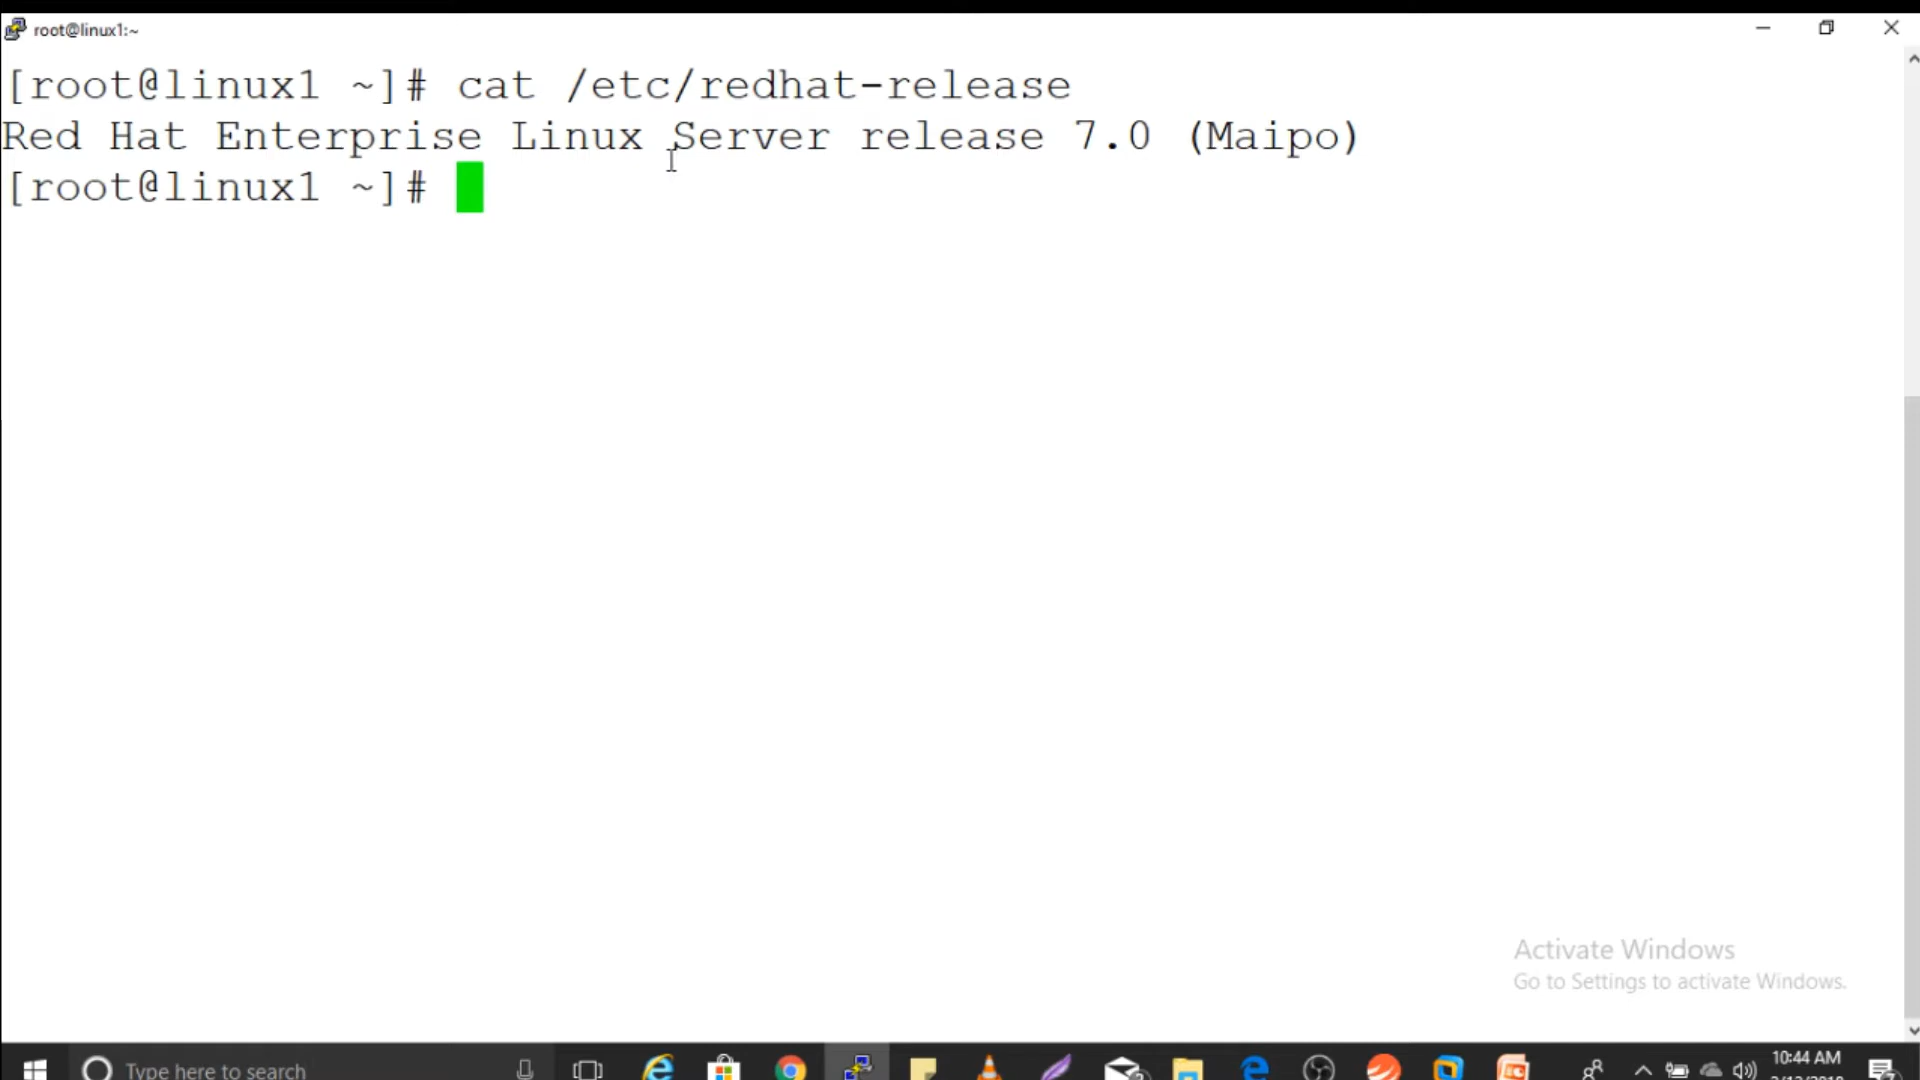 root@linux1:~
[root@linux1 ~]# cat /etc/redhat-release
Red Hat Enterprise Linux Server release 7.0 (Maipo)
[root@linux1 ~]#
Activate Windows
Go to Settings to activate Windows.
Type here to search
10:44 AM